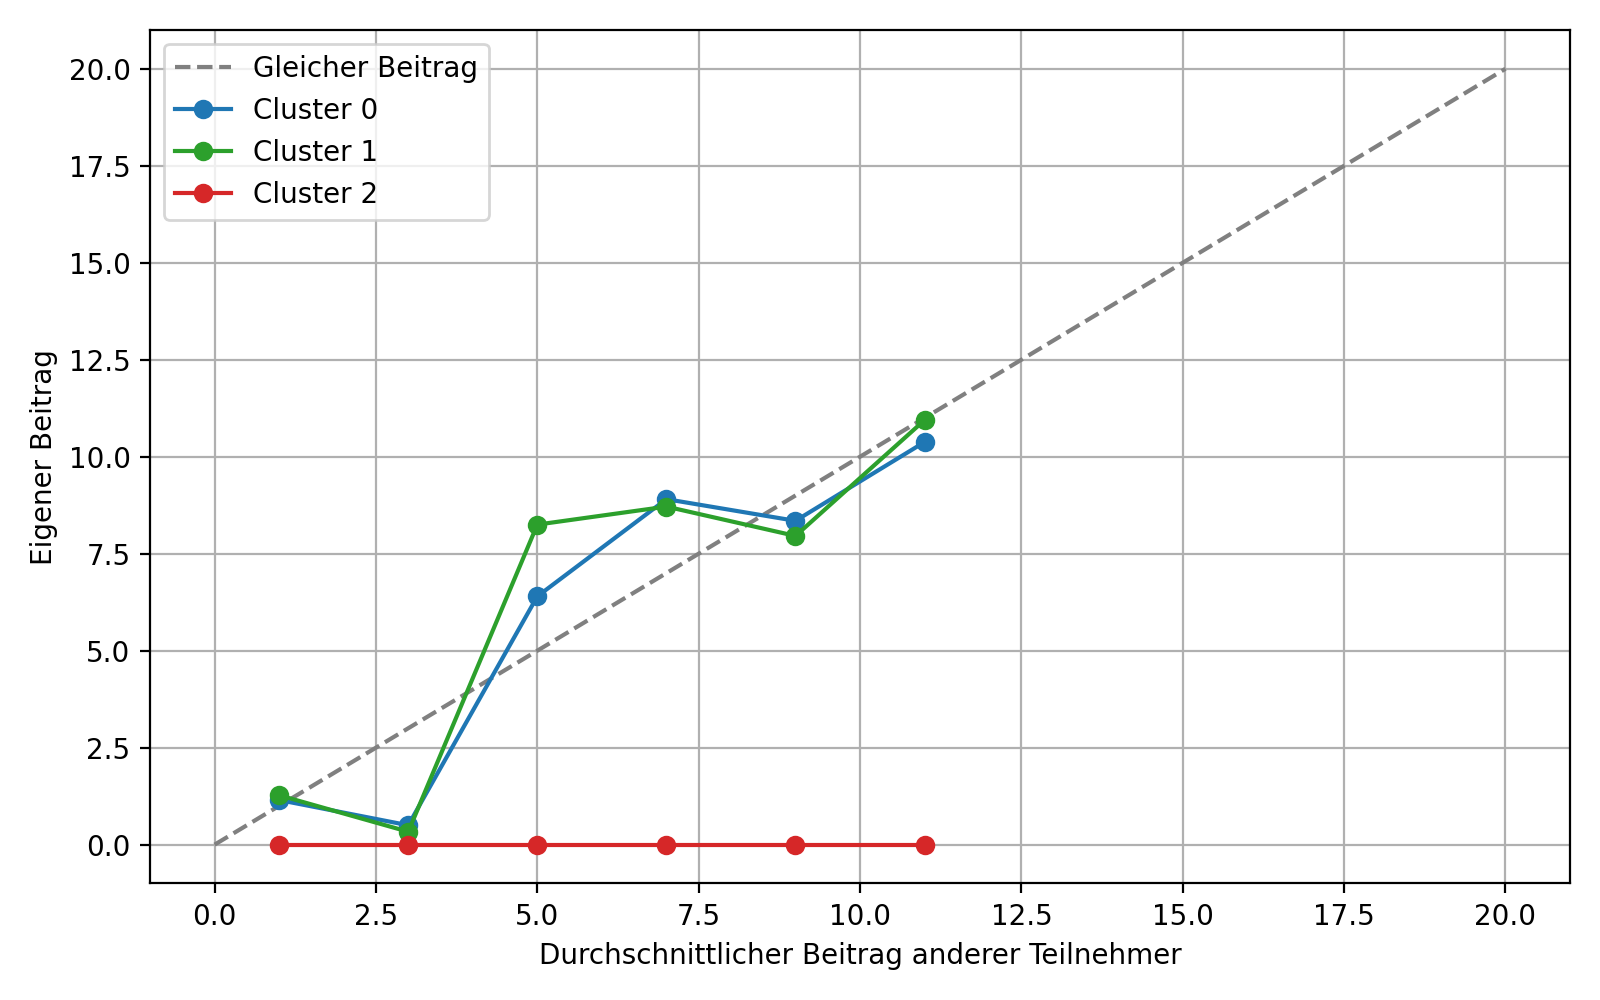 Gleicher Beitrag
Cluster 0
Cluster 1
Cluster 2
20.0
17.5
15.0
12.5
10.0
7.5
5.0
2.5
0.0
Eigener Beitrag
0.0 2.5 5.0 7.5 10.0 12.5 15.0 17.5 20.0
Durchschnittlicher Beitrag anderer Teilnehmer